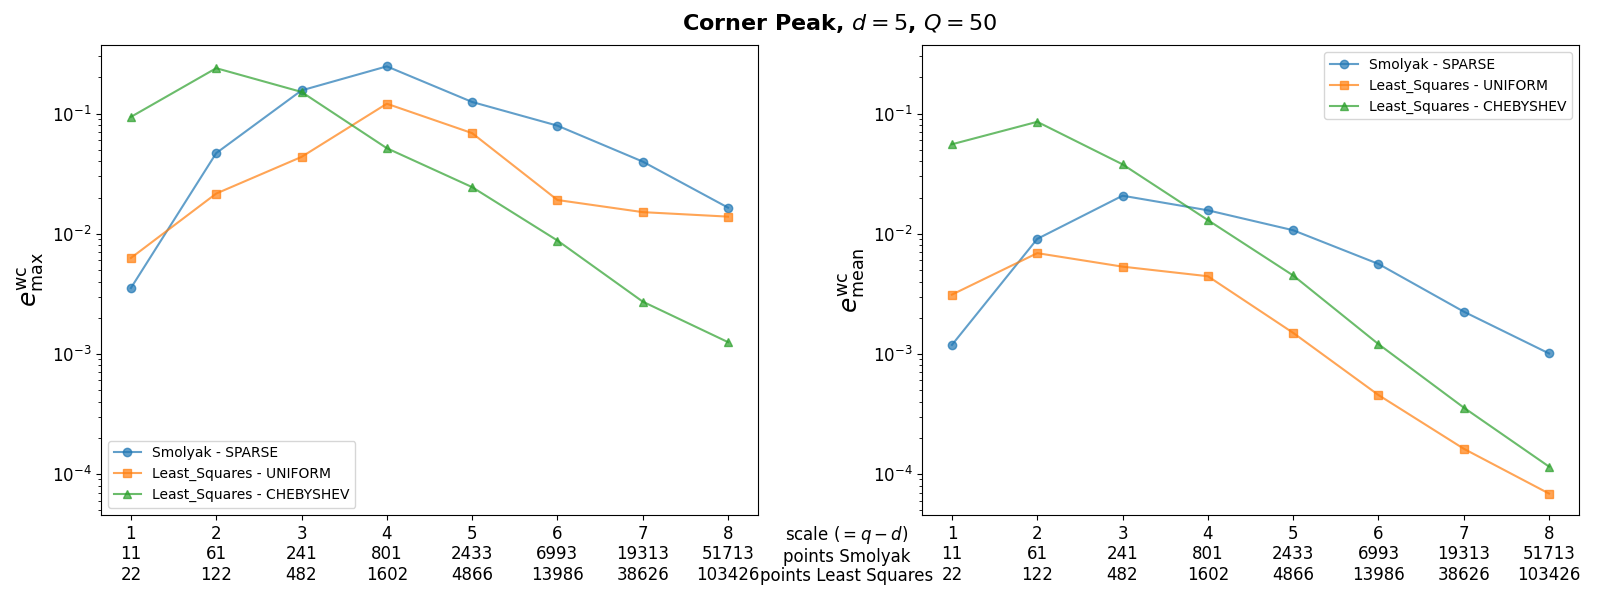 Corner Peak, d = 5, Q = 50
e^wc_max
10^-1
10^-2
10^-3
10^-4
Smolyak - SPARSE
Least_Squares - UNIFORM
Least_Squares - CHEBYSHEV
1 2 3 4 5 6 7 8
11 61 241 801 2433 6993 19313 51713
22 122 482 1602 4866 13986 38626 103426
scale (= q − d)
points Smolyak
points Least Squares
e^wc_mean
10^-1
10^-2
10^-3
10^-4
Smolyak - SPARSE
Least_Squares - UNIFORM
Least_Squares - CHEBYSHEV
1 2 3 4 5 6 7 8
11 61 241 801 2433 6993 19313 51713
22 122 482 1602 4866 13986 38626 103426